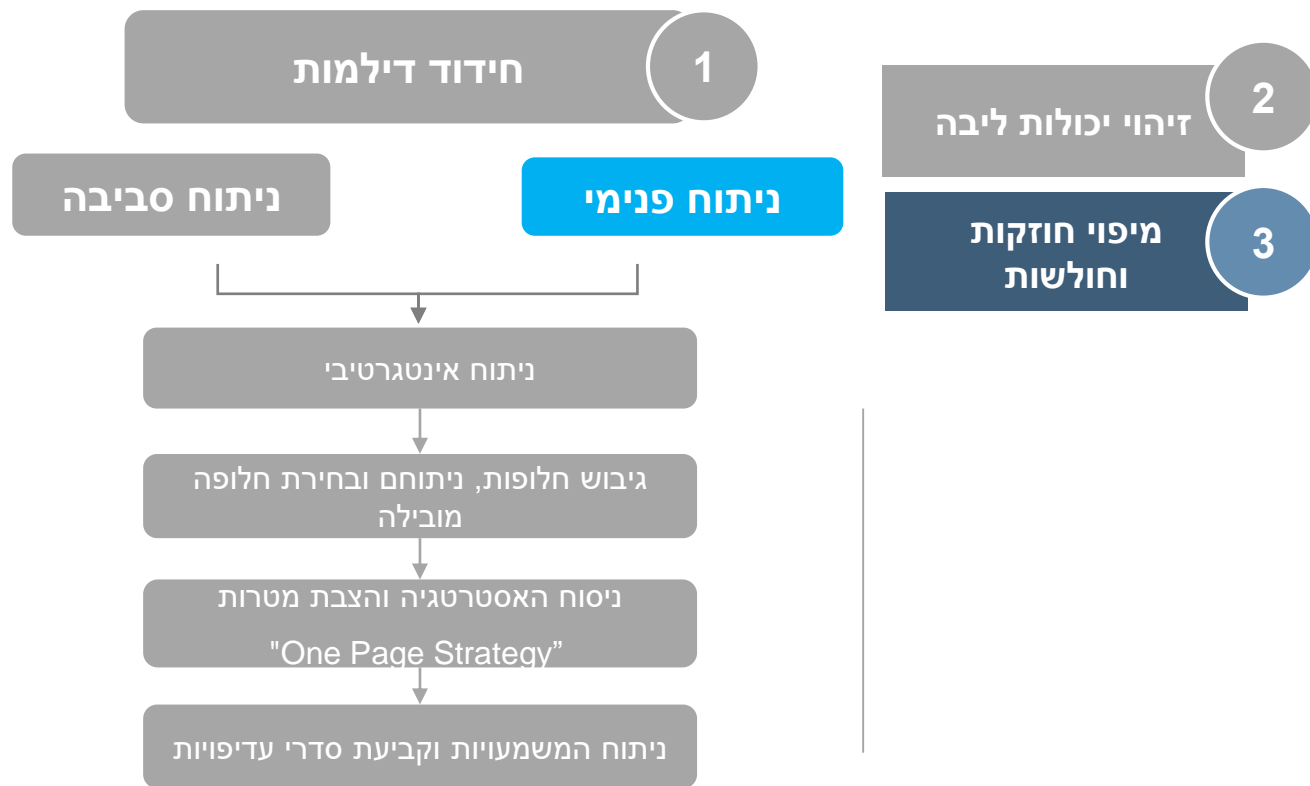 חידוד דילמות
1
ניתוח פנימי
ניתוח סביבה
ניתוח אינטגרטיבי
גיבוש חלופות, ניתוחם ובחירת חלופה
מובילה
ניסוח האסטרטגיה והצבת מטרות
"One Page Strategy”
ניתוח המשמעויות וקביעת סדרי עדיפויות
2
זיהוי יכולות ליבה
3
מיפוי חוזקות
וחולשות